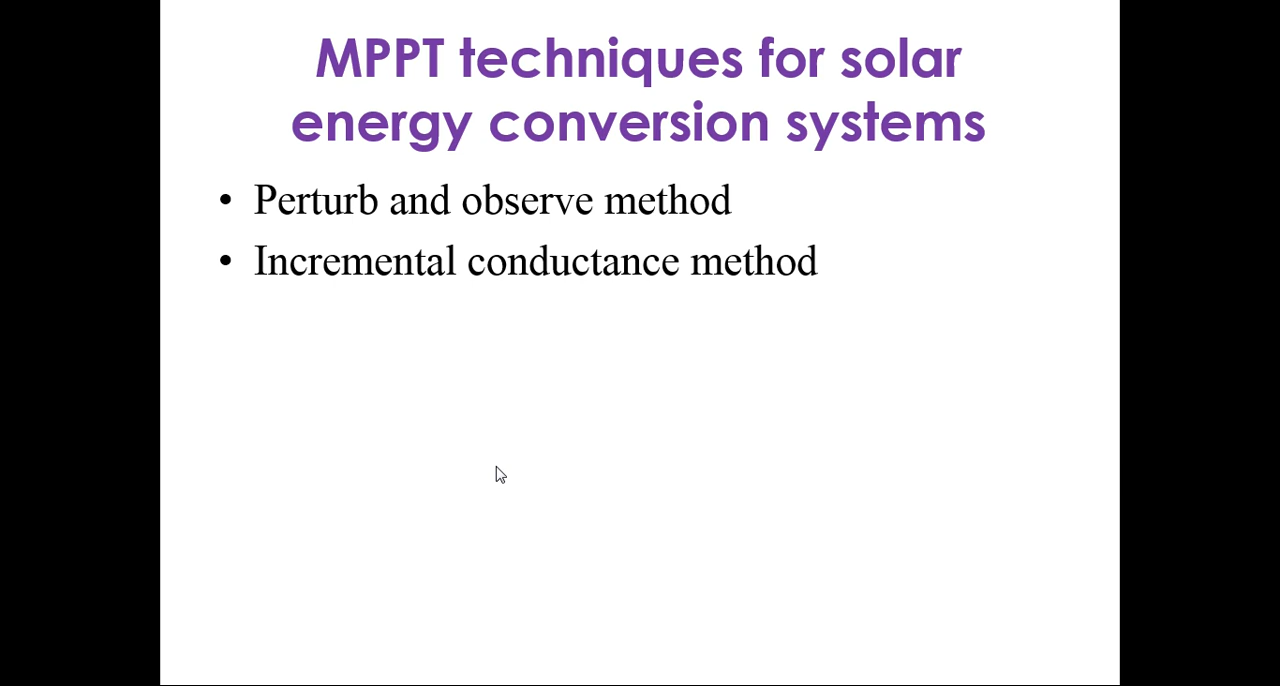 MPPT techniques for solar
energy conversion systems
• Perturb and observe method
• Incremental conductance method